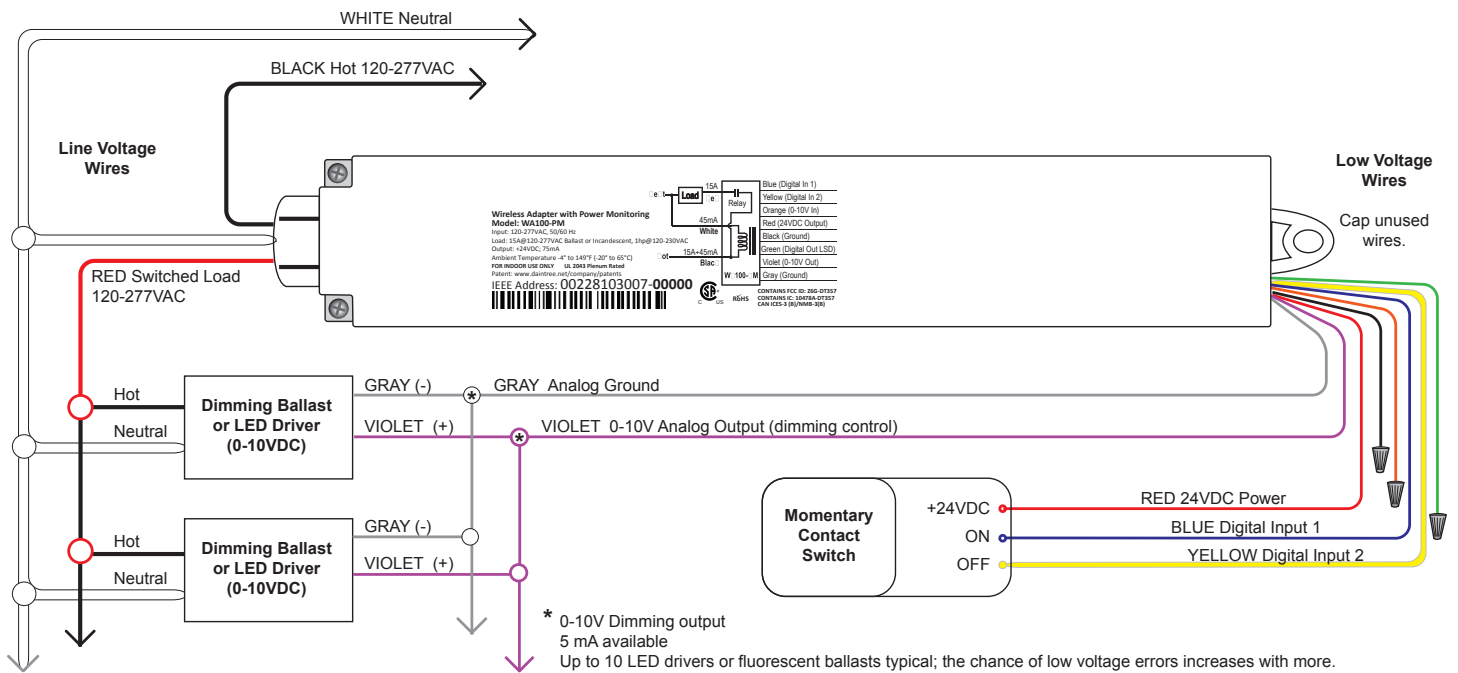 WHITE Neutral
BLACK Hot 120-277VAC
Line Voltage
Wires
RED Switched Load
120-277VAC
Wireless Adapter with Power Monitoring
Model: WA100-PM
Input: 120-277VAC, 50/60 Hz
Load: 15A@120-277VAC Ballast or Incandescent, 1hp@120-230VAC
Output: +24VDC; 75mA
Ambient Temperature -4° to 149°F (-20° to 65°C)
FOR INDOOR USE ONLY UL 2043 Plenum Rated
Patent: www.daintree.net/company/patents
IEEE Address: 00228103007-00000
Load
15A
Relay
45mA
White
15A+45mA
Blue (Digital In 1)
Yellow (Digital In 2)
Orange (0-10V In)
Red (24VDC Output)
Black (Ground)
Green (Digital Out LSD)
Violet (0-10V Out)
Gray (Ground)
C US
RoHS
CONTAINS FCC ID: Z6G-DT357
CONTAINS IC: 10478A-DT357
CAN ICES-3 (B)/NMB-3(B)
Low Voltage
Wires
Cap unused
wires.
Hot
Neutral
Dimming Ballast
or LED Driver
(0-10VDC)
GRAY (-)
VIOLET (+)
* GRAY Analog Ground
* VIOLET 0-10V Analog Output (dimming control)
Hot
Neutral
Dimming Ballast
or LED Driver
(0-10VDC)
GRAY (-)
VIOLET (+)
Momentary
Contact
Switch
+24VDC
ON
OFF
RED 24VDC Power
BLUE Digital Input 1
YELLOW Digital Input 2
* 0-10V Dimming output
5 mA available
Up to 10 LED drivers or fluorescent ballasts typical; the chance of low voltage errors increases with more.